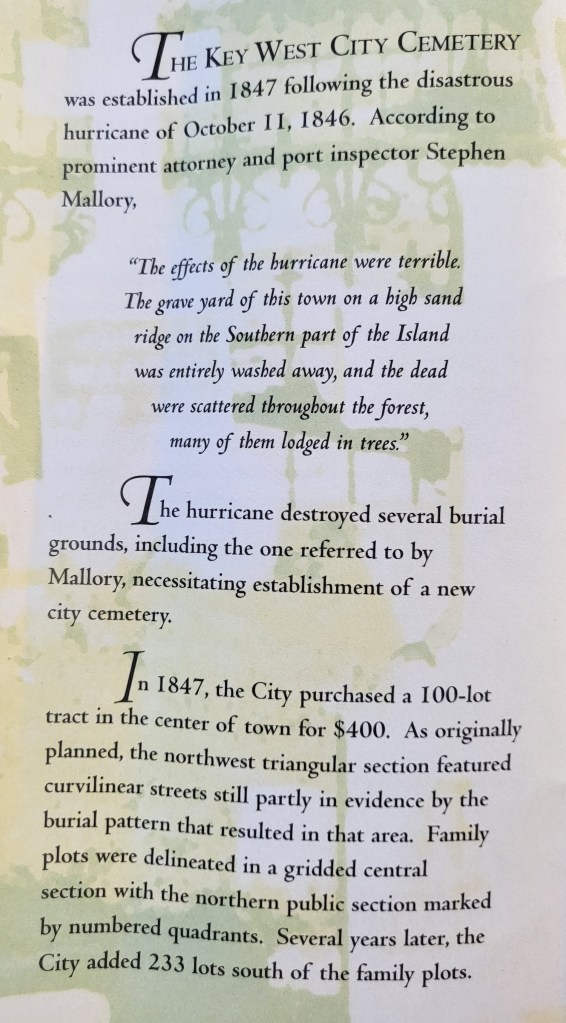 THE KEY WEST CITY CEMETERY
was established in 1847 following the disastrous
hurricane of October 11, 1846. According to
prominent attorney and port inspector Stephen
Mallory,
“The effects of the hurricane were terrible.
The grave yard of this town on a high sand
ridge on the Southern part of the Island
was entirely washed away, and the dead
were scattered throughout the forest,
many of them lodged in trees.”
The hurricane destroyed several burial
grounds, including the one referred to by
Mallory, necessitating establishment of a new
city cemetery.
In 1847, the City purchased a 100-lot
tract in the center of town for $400. As originally
planned, the northwest triangular section featured
curvilinear streets still partly in evidence by the
burial pattern that resulted in that area. Family
plots were delineated in a gridded central
section with the northern public section marked
by numbered quadrants. Several years later, the
City added 233 lots south of the family plots.